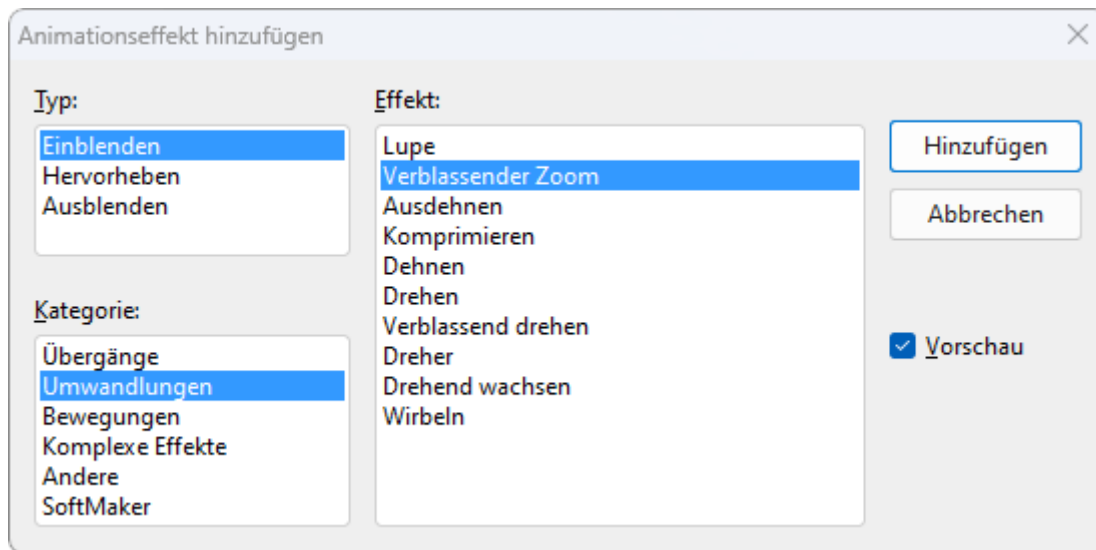 Animationseffekt hinzufügen
Typ:
Einblenden
Hervorheben
Ausblenden
Kategorie:
Übergänge
Umwandlungen
Bewegungen
Komplexe Effekte
Andere
SoftMaker
Effekt:
Lupe
Verblassender Zoom
Ausdehnen
Komprimieren
Dehnen
Drehen
Verblassend drehen
Dreher
Drehend wachsen
Wirbeln
Hinzufügen
Abbrechen
Vorschau